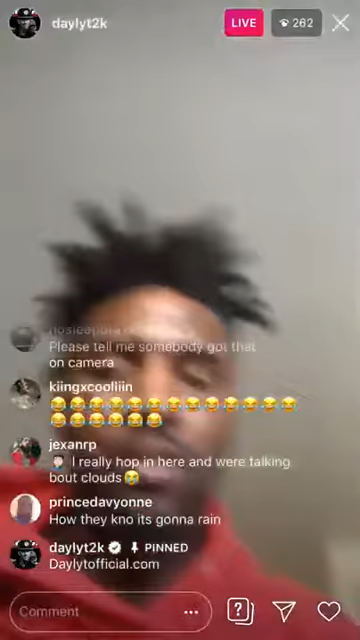 daylyt2k
LIVE
262
Please tell me somebody got that
on camera
kiingxcooliin
jexanrp
I really hop in here and were talking
bout clouds
princedavyonne
How they kno its gonna rain
daylyt2k PINNED
Daylytofficial.com
Comment